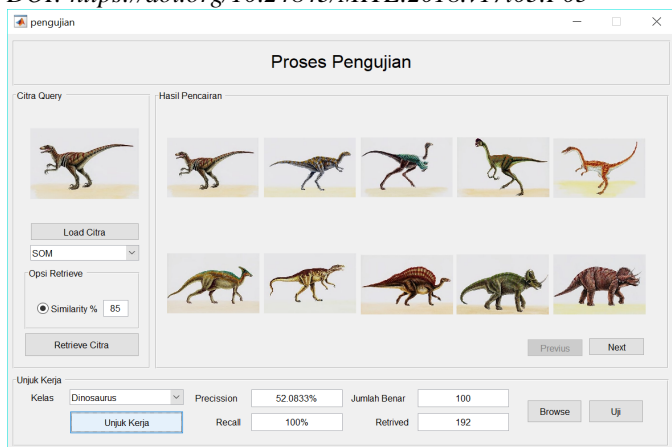 pengujian
Proses Pengujian
Citra Query
Hasil Pencairan
Load Citra
SOM
Opsi Retrieve
Similarity % 85
Retrieve Citra
Previus Next
Unjuk Kerja
Kelas Dinosaurus Precission 52.0833% Jumlah Benar 100
Browse Uji
Unjuk Kerja Recall 100% Retrived 192